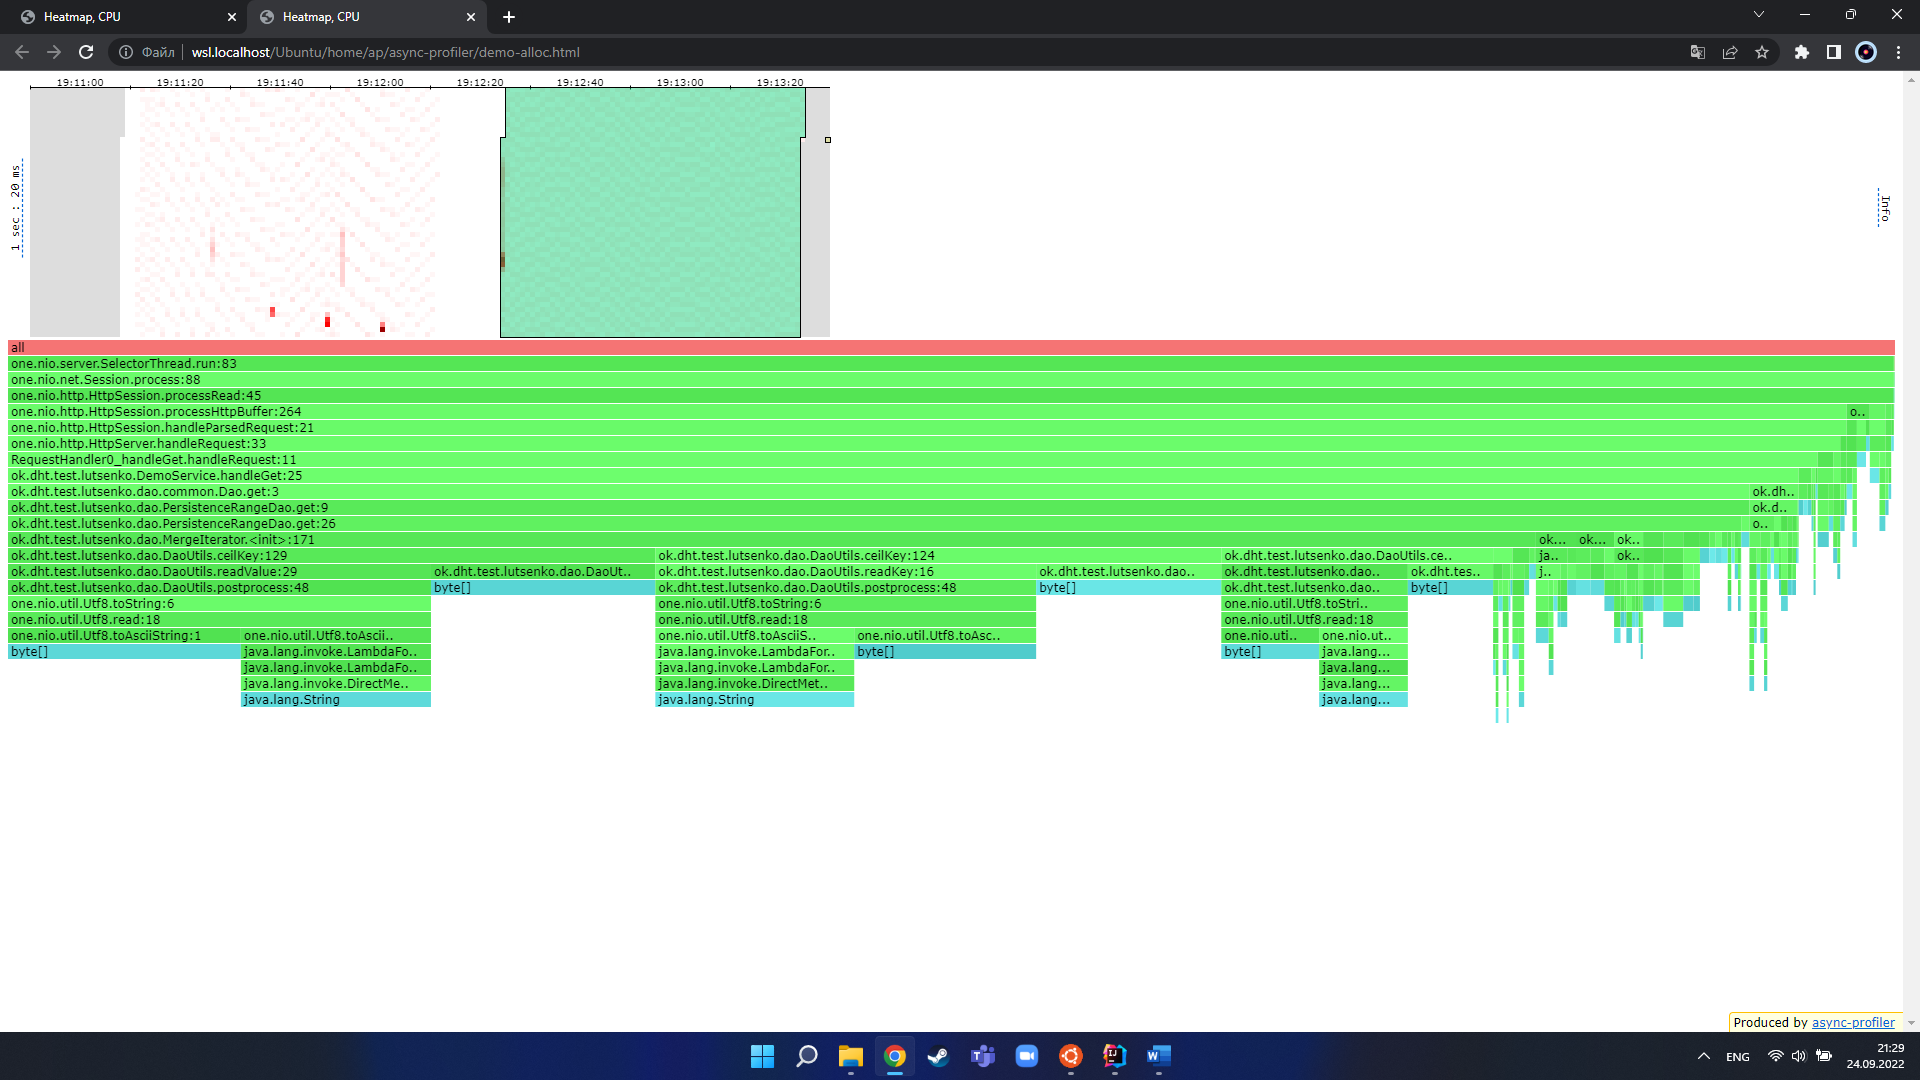 Heatmap, CPU
Heatmap, CPU
Файл
wsl.localhost/Ubuntu/home/ap/async-profiler/demo-alloc.html
19:11:00 19:11:20 19:11:40 19:12:00 19:12:20 19:12:40 19:13:00 19:13:20
1 sec : 20 ms
Info
all
one.nio.server.SelectorThread.run:83
one.nio.net.Session.process:88
one.nio.http.HttpSession.processRead:45
one.nio.http.HttpSession.processHttpBuffer:264 o..
one.nio.http.HttpSession.handleParsedRequest:21
one.nio.http.HttpServer.handleRequest:33
RequestHandler0_handleGet.handleRequest:11
ok.dht.test.lutsenko.DemoService.handleGet:25
ok.dht.test.lutsenko.dao.common.Dao.get:3 ok.dh..
ok.dht.test.lutsenko.dao.PersistenceRangeDao.get:9 ok.d..
ok.dht.test.lutsenko.dao.PersistenceRangeDao.get:26 o..
ok.dht.test.lutsenko.dao.MergeIterator.<init>:171 ok... ok... ok..
ok.dht.test.lutsenko.dao.DaoUtils.ceilKey:129 ok.dht.test.lutsenko.dao.DaoUtils.ceilKey:124 ok.dht.test.lutsenko.dao.DaoUtils.ce.. ja.. ok..
ok.dht.test.lutsenko.dao.DaoUtils.readValue:29 ok.dht.test.lutsenko.dao.DaoUt.. ok.dht.test.lutsenko.dao.DaoUtils.readKey:16 ok.dht.test.lutsenko.dao.. ok.dht.test.lutsenko.dao.. ok.dht.tes.. j..
ok.dht.test.lutsenko.dao.DaoUtils.postprocess:48 byte[] ok.dht.test.lutsenko.dao.DaoUtils.postprocess:48 byte[] ok.dht.test.lutsenko.dao.. byte[]
one.nio.util.Utf8.toString:6 one.nio.util.Utf8.toString:6 one.nio.util.Utf8.toStri..
one.nio.util.Utf8.read:18 one.nio.util.Utf8.read:18 one.nio.util.Utf8.read:18
one.nio.util.Utf8.toAsciiString:1 one.nio.util.Utf8.toAscii.. one.nio.util.Utf8.toAsciiS.. one.nio.util.Utf8.toAsc.. one.nio.uti.. one.nio.ut..
byte[] java.lang.invoke.LambdaFo.. java.lang.invoke.LambdaFor.. byte[] byte[] java.lang...
java.lang.invoke.LambdaFo.. java.lang.invoke.LambdaFor.. java.lang...
java.lang.invoke.DirectMe.. java.lang.invoke.DirectMet.. java.lang...
java.lang.String java.lang.String java.lang...
Produced by async-profiler
ENG
21:29
24.09.2022